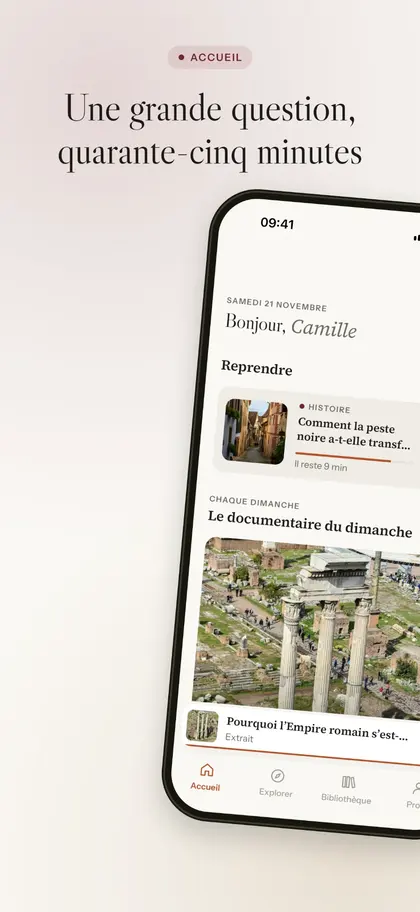 ACCUEIL
Une grande question,
quarante-cinq minutes
09:41
SAMEDI 21 NOVEMBRE
Bonjour, Camille
Reprendre
HISTOIRE
Comment la peste
noire a-t-elle transf...
Il reste 9 min
CHAQUE DIMANCHE
Le documentaire du dimanche
Pourquoi l'Empire romain s'est-...
Extrait
Accueil
Explorer
Bibliothèque
Pro